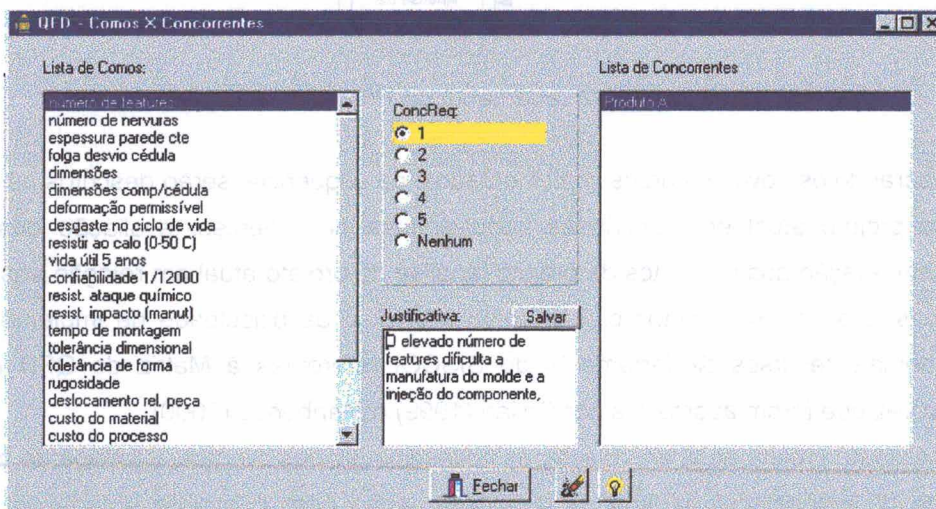 QFD - Comos X Concorrentes
Lista de Comos:
número de features
número de nervuras
espessura parede cte
folga desvio cédula
dimensões
dimensões comp/cédula
deformação permissível
desgaste no ciclo de vida
resistir ao calo (0-50 C)
vida útil 5 anos
confiabilidade 1/12000
resist. ataque químico
resist. impacto (manut)
tempo de montagem
tolerância dimensional
tolerância de forma
rugosidade
deslocamento rel. peça
custo do material
custo do processo
ConcReq:
1
2
3
4
5
Nenhum
Justificativa:
Salvar
O elevado número de
features dificulta a
manufatura do molde e a
injeção do componente,
Lista de Concorrentes
Produto A
Fechar